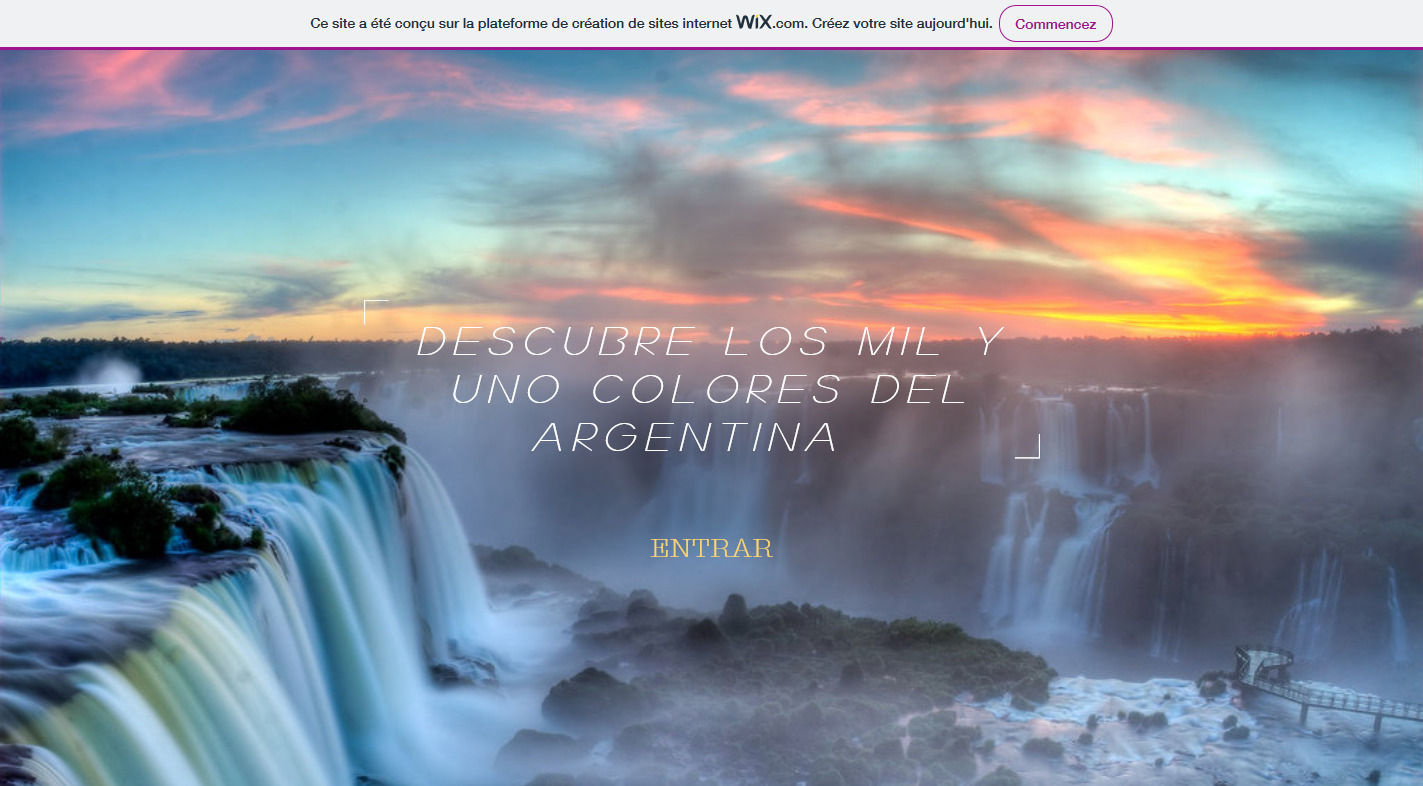 Ce site a été conçu sur la plateforme de création de sites internet WiX.com. Créez votre site aujourd'hui. Commencez
DESCUBRE LOS MIL Y
UNO COLORES DEL
ARGENTINA
ENTRAR